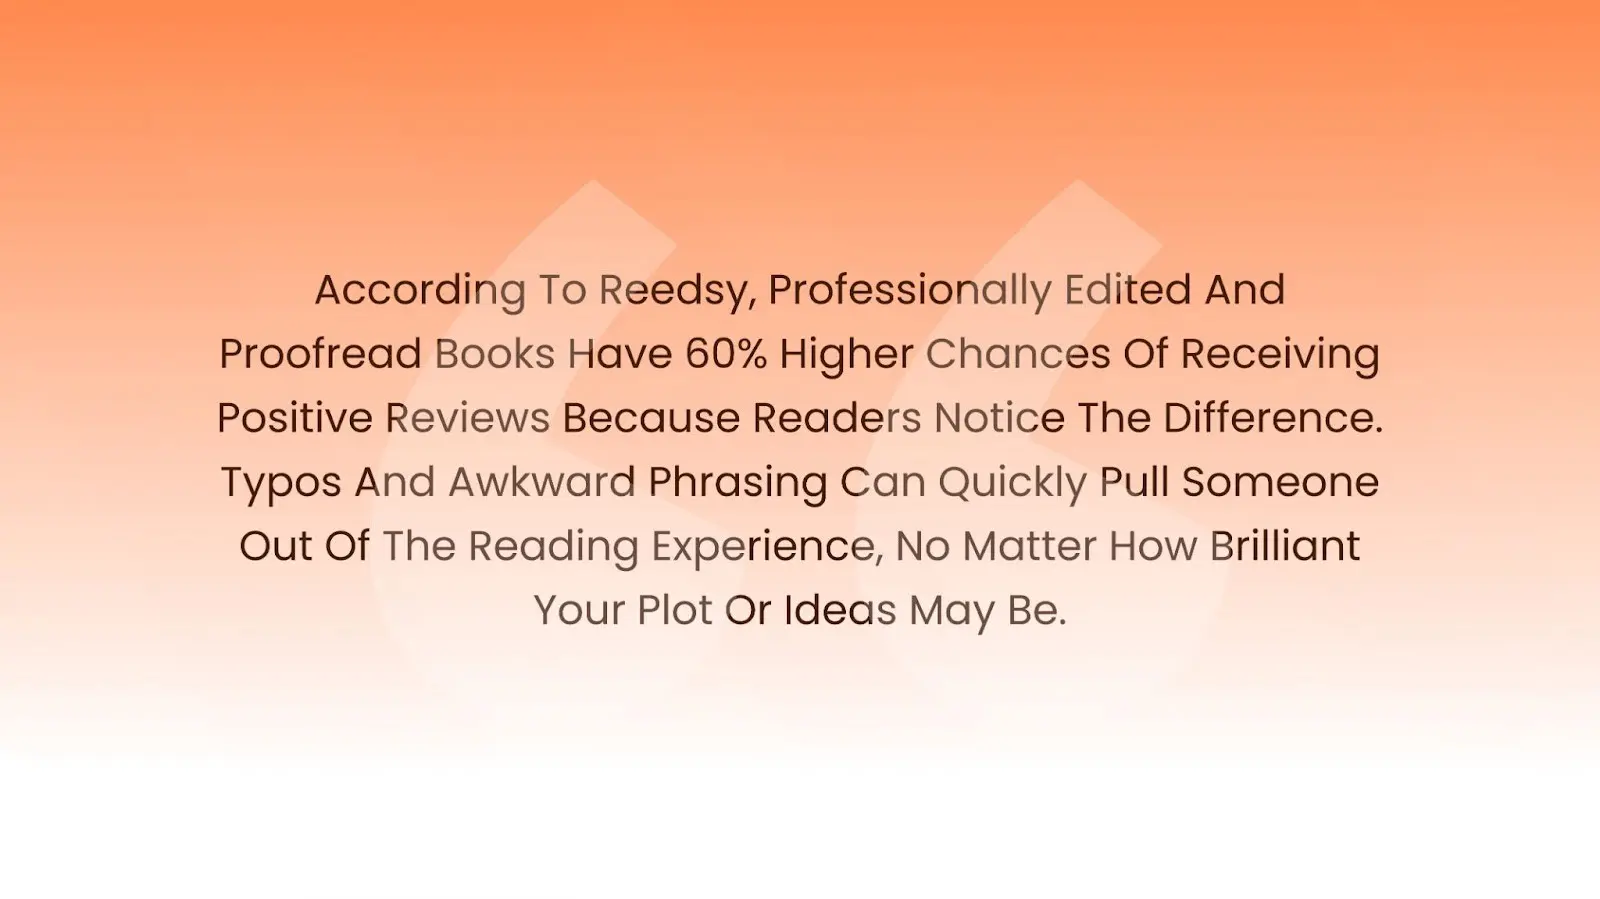 According To Reedsy, Professionally Edited And
Proofread Books Have 60% Higher Chances Of Receiving
Positive Reviews Because Readers Notice The Difference.
Typos And Awkward Phrasing Can Quickly Pull Someone
Out Of The Reading Experience, No Matter How Brilliant
Your Plot Or Ideas May Be.